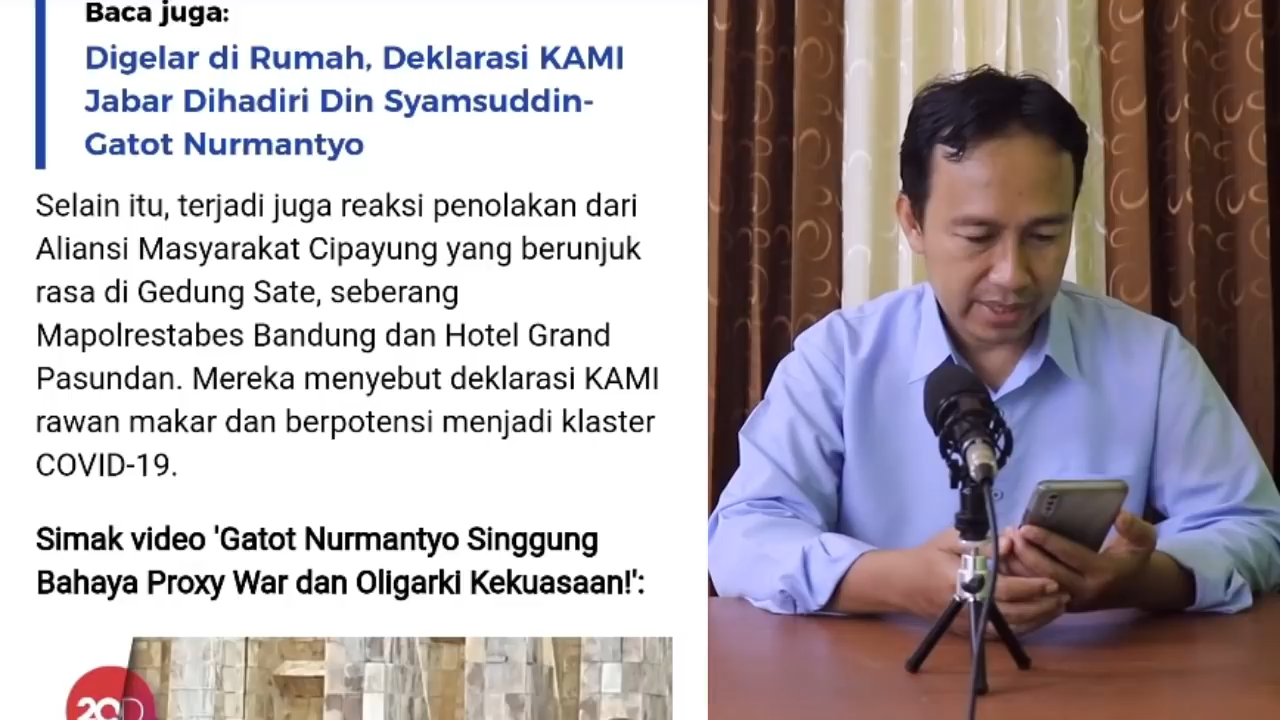 Baca juga:
Digelar di Rumah, Deklarasi KAMI
Jabar Dihadiri Din Syamsuddin-
Gatot Nurmantyo
Selain itu, terjadi juga reaksi penolakan dari
Aliansi Masyarakat Cipayung yang berunjuk
rasa di Gedung Sate, seberang
Mapolrestabes Bandung dan Hotel Grand
Pasundan. Mereka menyebut deklarasi KAMI
rawan makar dan berpotensi menjadi klaster
COVID-19.
Simak video 'Gatot Nurmantyo Singgung
Bahaya Proxy War dan Oligarki Kekuasaan!':